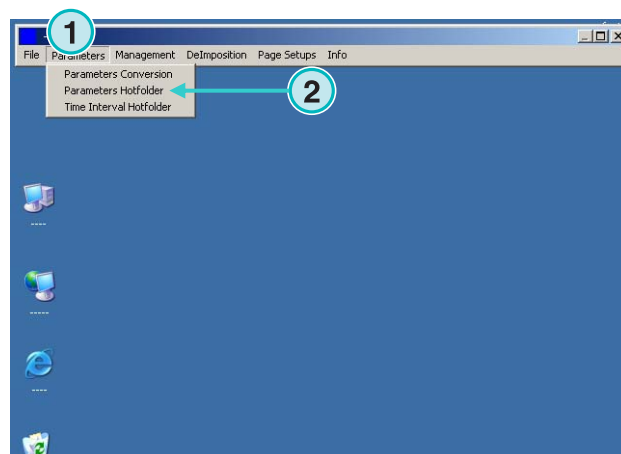 1
File Parameters Management DeImposition Page Setups Info
Parameters Conversion
Parameters Hotfolder
2
Time Interval Hotfolder
----
-----
----